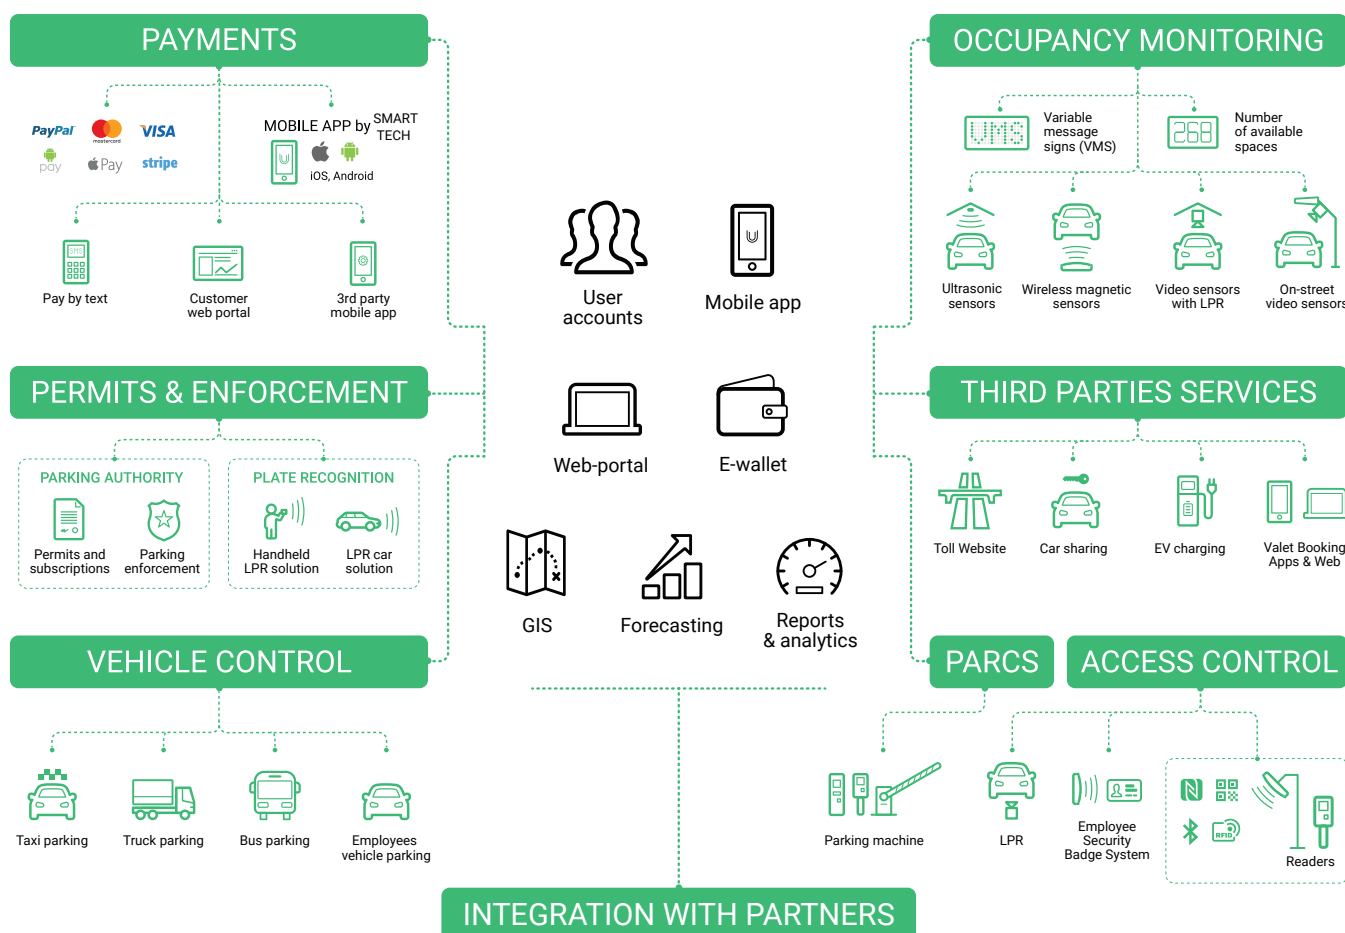 PAYMENTS
PayPal
mastercard
VISA
pay
Pay
stripe
MOBILE APP by SMART
TECH
U
iOS, Android
SMS
Pay by text
Customer
web portal
3rd party
mobile app
PERMITS & ENFORCEMENT
PARKING AUTHORITY
Permits and
subscriptions
Parking
enforcement
PLATE RECOGNITION
Handheld
LPR solution
LPR car
solution
VEHICLE CONTROL
Taxi parking
Truck parking
Bus parking
Employees
vehicle parking
User
accounts
U
Mobile app
Web-portal
E-wallet
GIS
Forecasting
Reports
& analytics
INTEGRATION WITH PARTNERS
OCCUPANCY MONITORING
VMS
Variable
message
signs (VMS)
268
Number
of available
spaces
Ultrasonic
sensors
Wireless magnetic
sensors
Video sensors
with LPR
On-street
video sensors
THIRD PARTIES SERVICES
Toll Website
Car sharing
EV charging
Valet Booking
Apps & Web
PARCS
Parking machine
ACCESS CONTROL
LPR
Employee
Security
Badge System
RFID
Readers